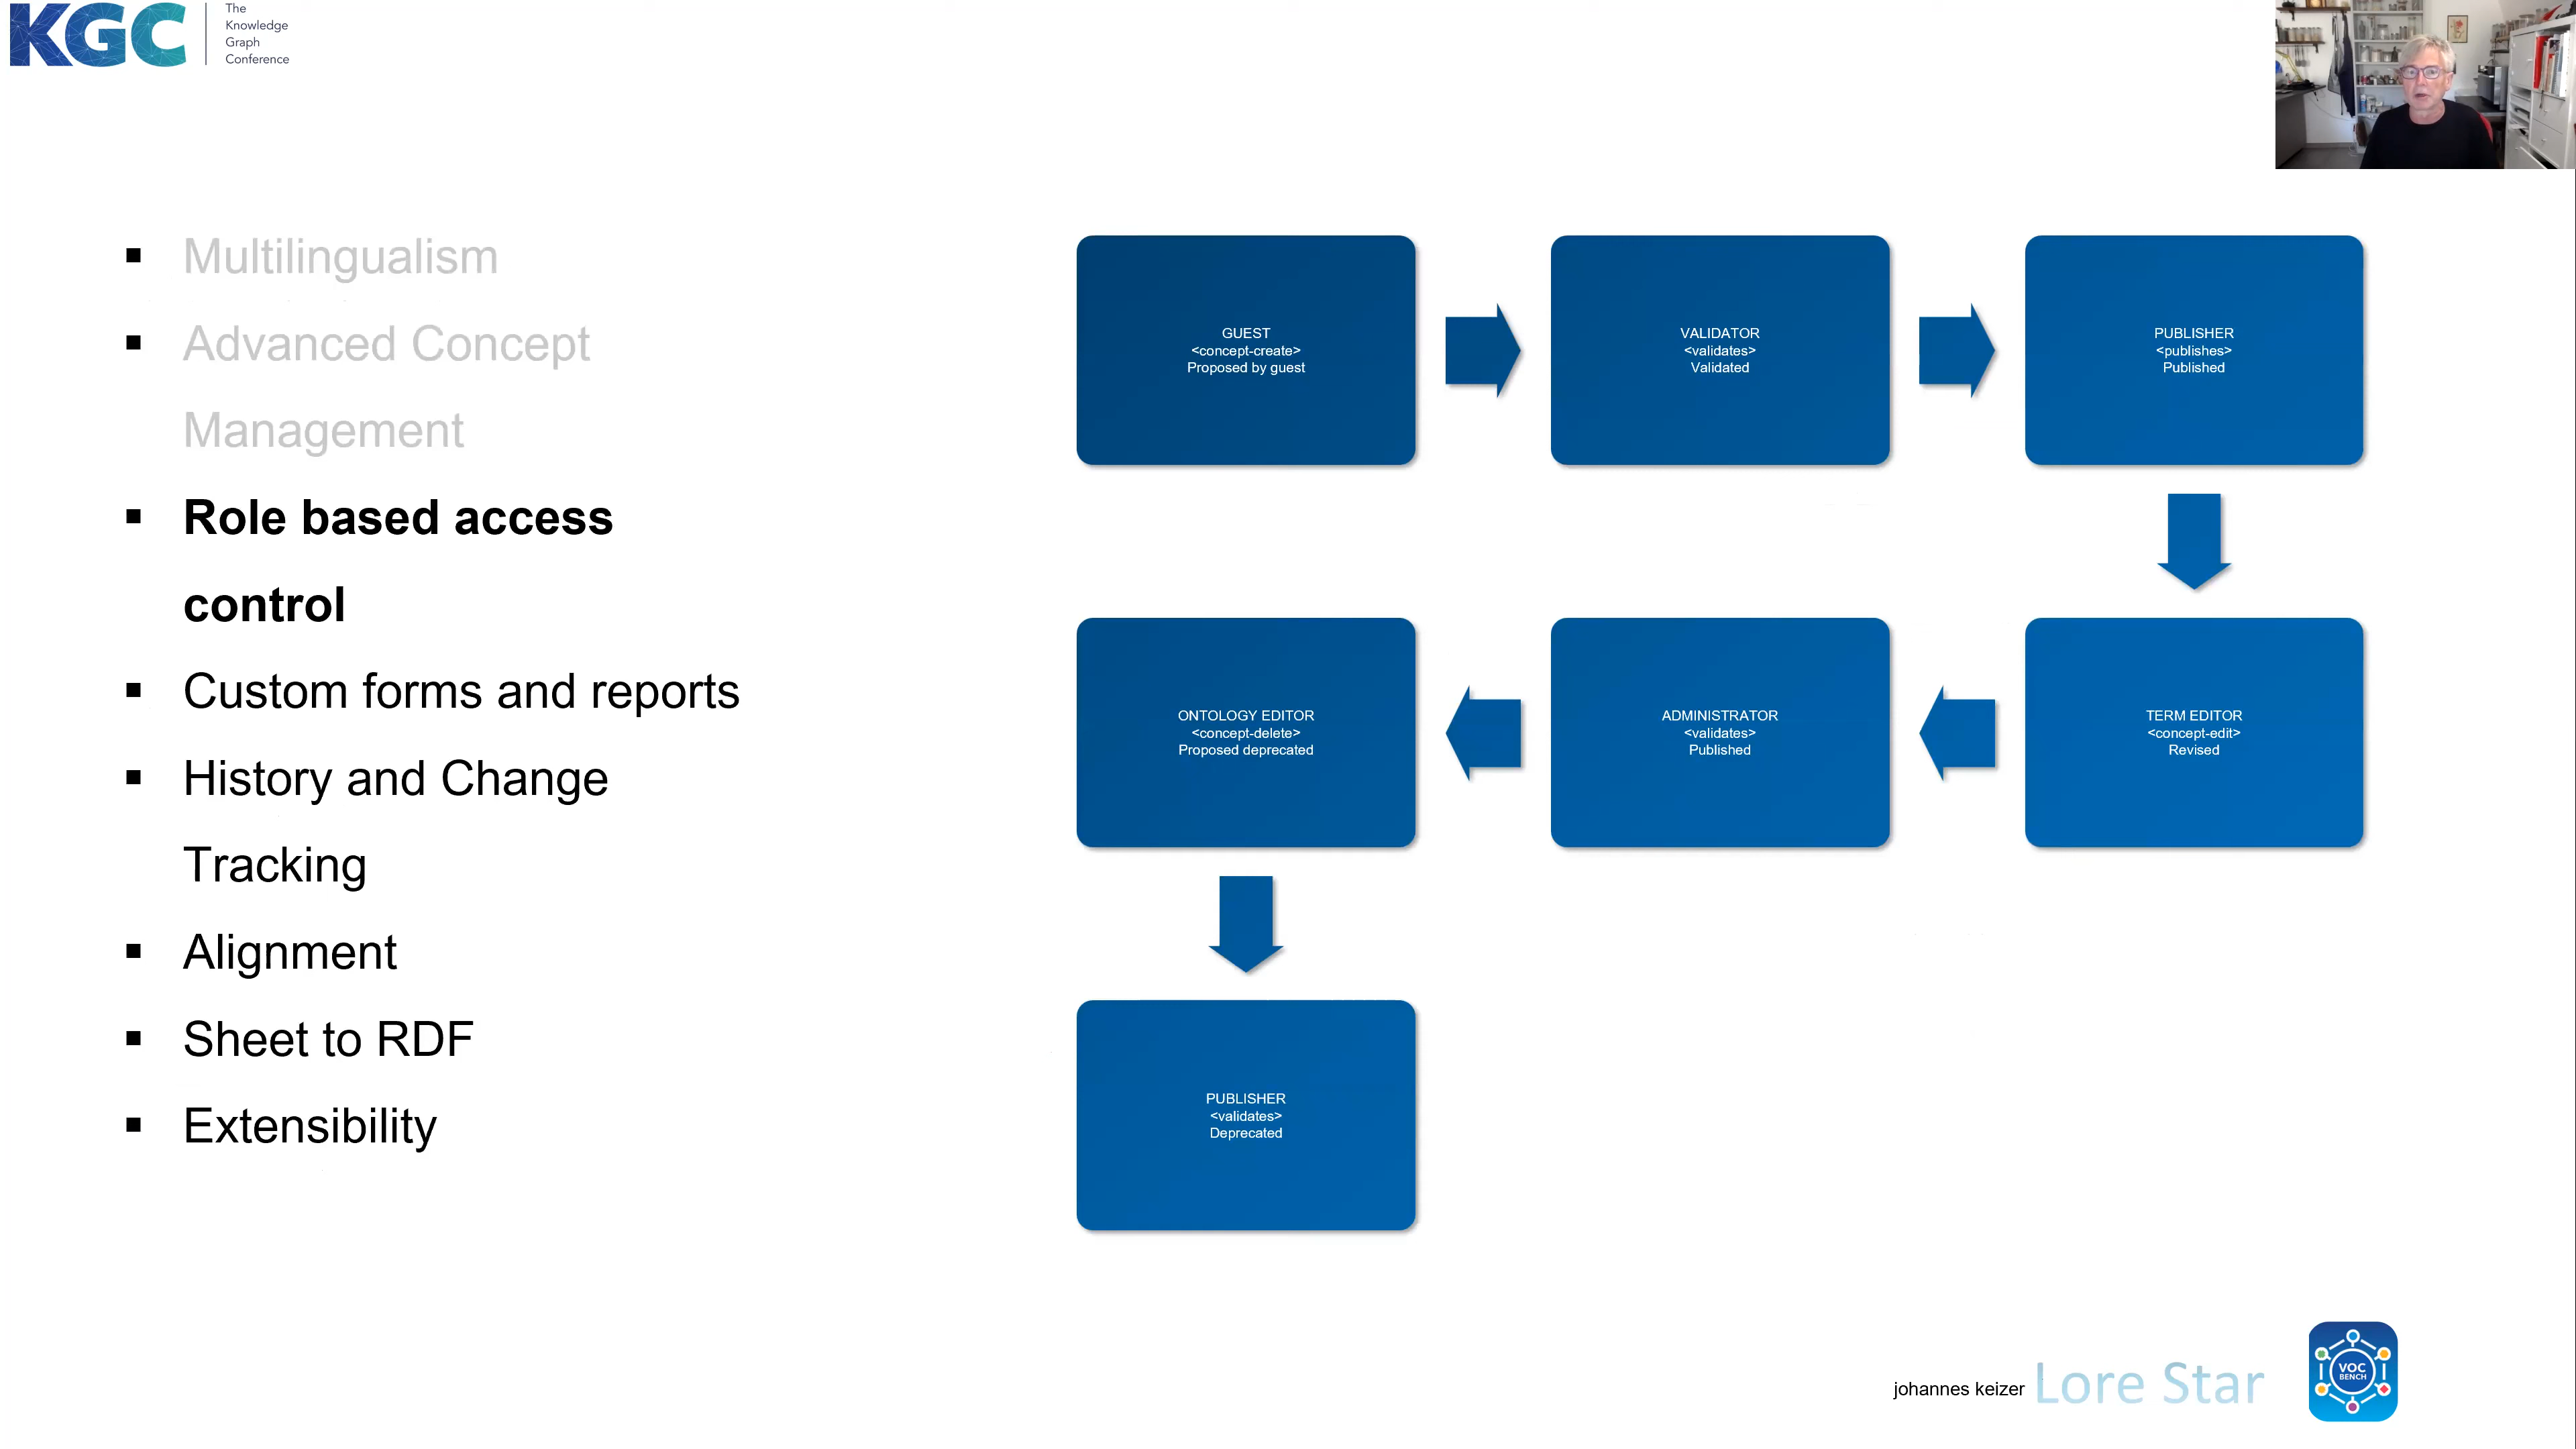 KGC
The
Knowledge
Graph
Conference
Multilingualism
Advanced Concept
Management
Role based access
control
Custom forms and reports
History and Change
Tracking
Alignment
Sheet to RDF
Extensibility
GUEST
<concept-create>
Proposed by guest
VALIDATOR
<validates>
Validated
PUBLISHER
<publishes>
Published
TERM EDITOR
<concept-edit>
Revised
ADMINISTRATOR
<validates>
Published
ONTOLOGY EDITOR
<concept-delete>
Proposed deprecated
PUBLISHER
<validates>
Deprecated
johannes keizer
Lore Star
VOC
BENCH